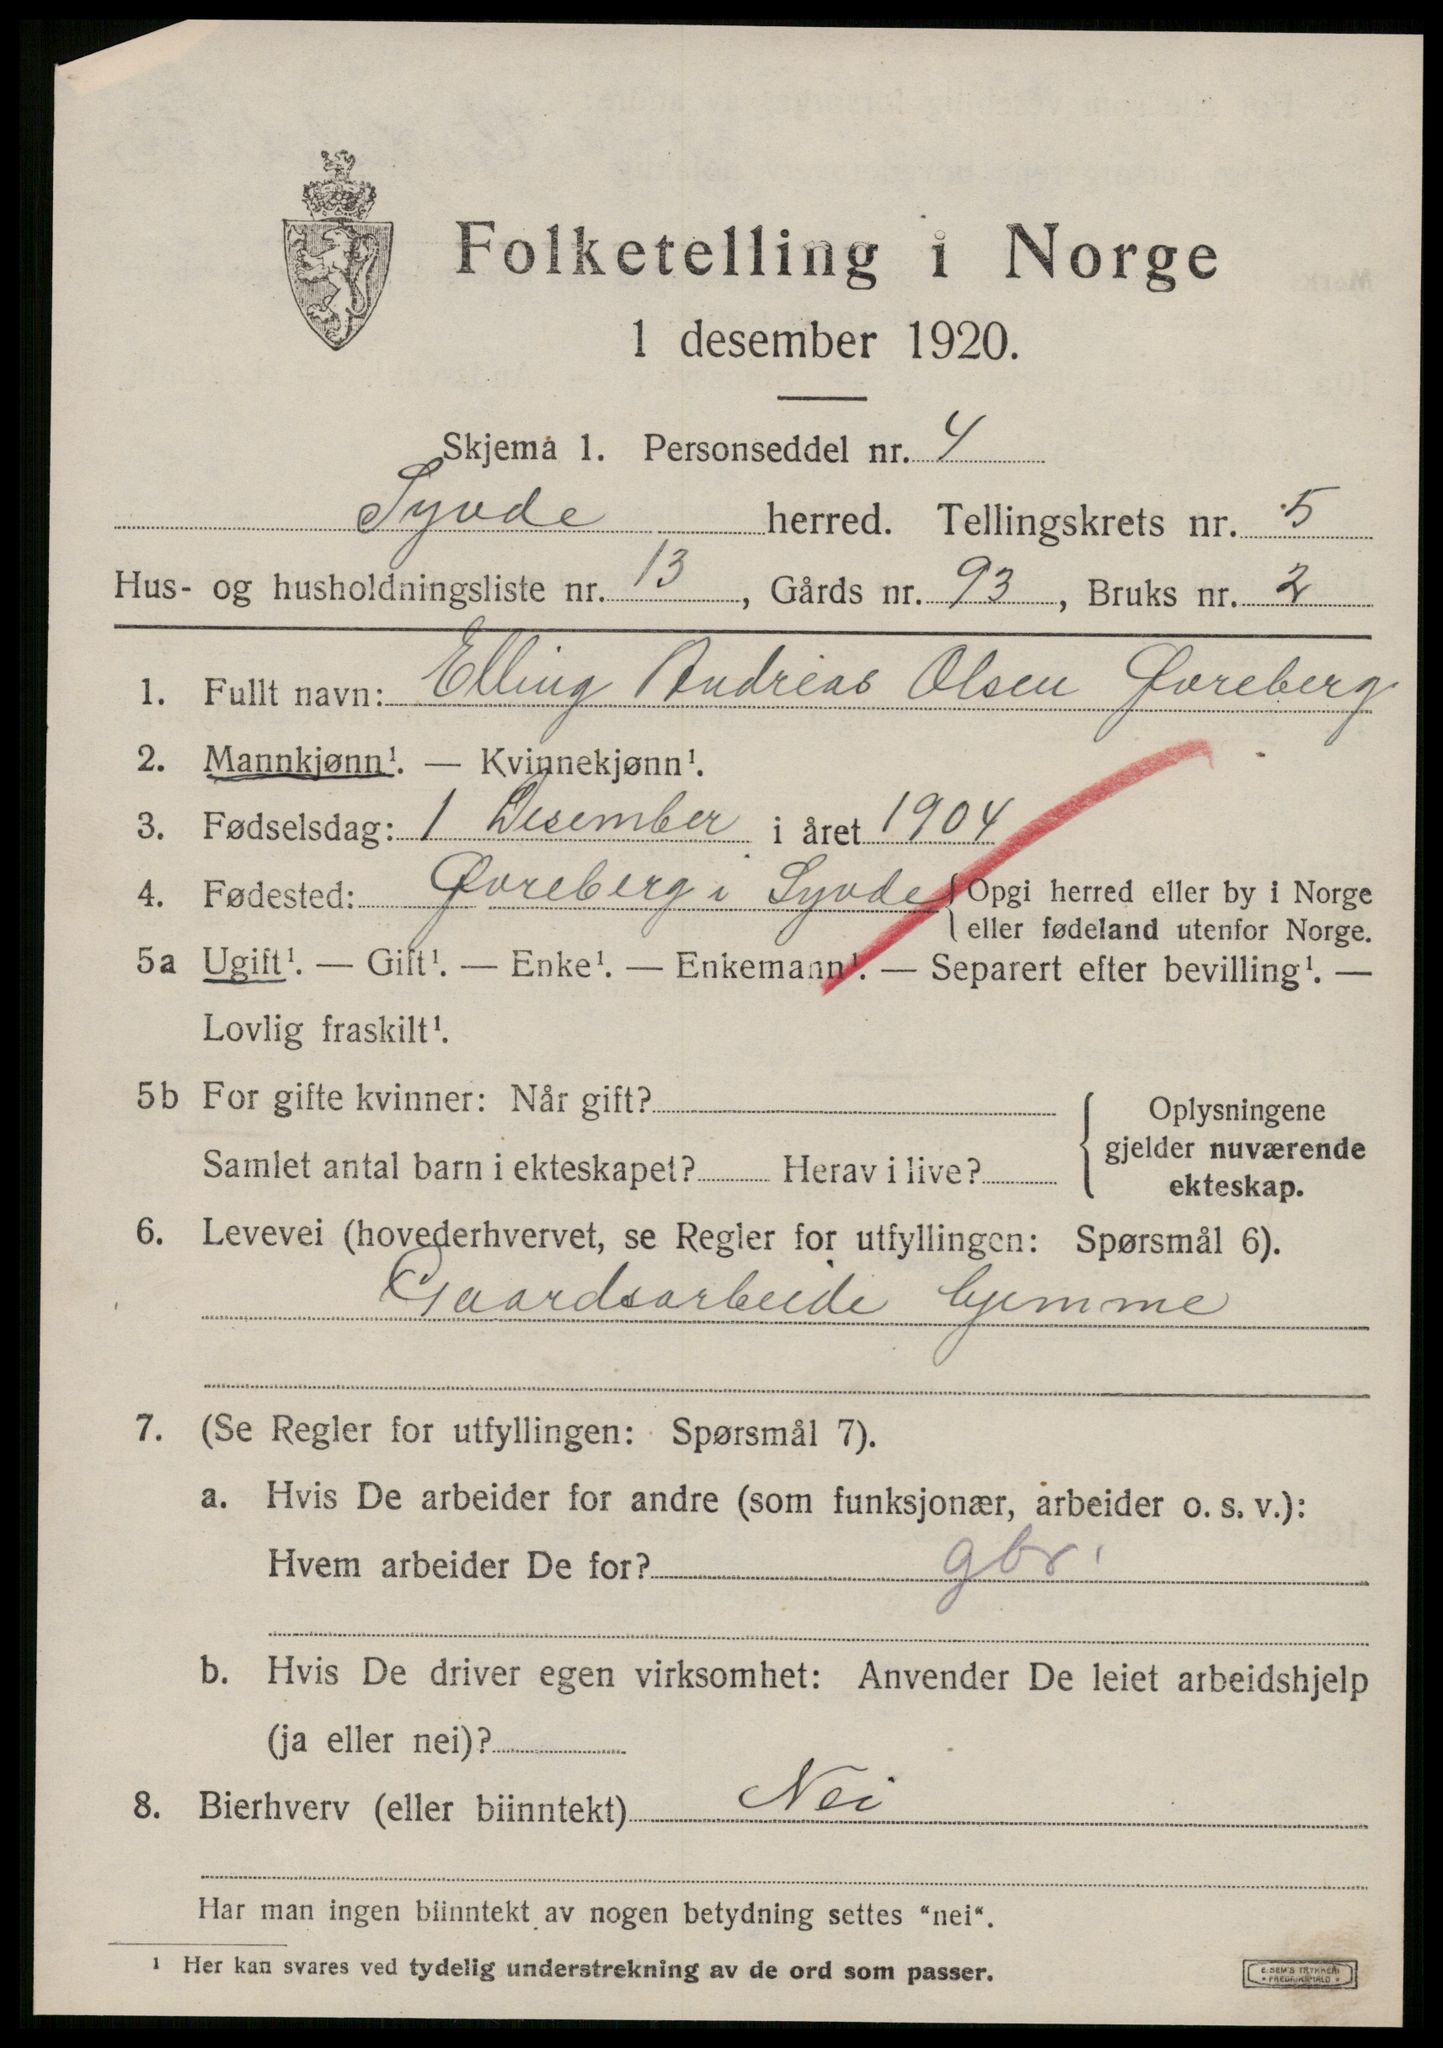 Folketelling i Norge
1 desember 1920.
Skjema 1. Personseddel nr. 4
Syvde herred. Tellingskrets nr. 5
Hus- og husholdningsliste nr. 13, Gårds nr. 93, Bruks nr. 2
1. Fullt navn: Elling Andreas Olsen Øvreberg
2. Mannkjønn¹. — Kvinnekjønn¹.
3. Fødselsdag: 1 Desember i året 1904
4. Fødested: Øvreberg i Syvde { Opgi herred eller by i Norge
eller fødeland utenfor Norge.
5a Ugift¹. — Gift¹. — Enke¹. — Enkemann¹. — Separert efter bevilling¹. —
Lovlig fraskilt¹.
5b For gifte kvinner: Når gift?
Samlet antal barn i ekteskapet? Herav i live?
{ Oplysningene
gjelder nuværende
ekteskap.
6. Levevei (hovederhvervet, se Regler for utfyllingen: Spørsmål 6).
Gaardsarbeide hjemme
7. (Se Regler for utfyllingen: Spørsmål 7).
a. Hvis De arbeider for andre (som funksjonær, arbeider o. s. v.):
Hvem arbeider De for? gbr.
b. Hvis De driver egen virksomhet: Anvender De leiet arbeidshjelp
(ja eller nei)?
8. Bierhverv (eller biinntekt) Nei
Har man ingen biinntekt av nogen betydning settes "nei".
¹ Her kan svares ved tydelig understrekning av de ord som passer.
E. SEM'S TRYKKERI
FREDRIKSHALD